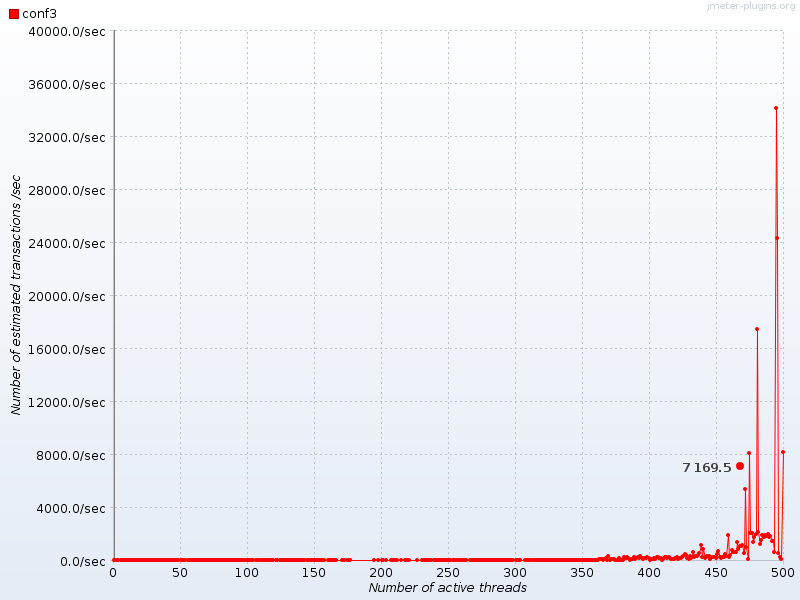 jmeter-plugins.org
conf3
40000.0/sec
36000.0/sec
32000.0/sec
28000.0/sec
24000.0/sec
20000.0/sec
16000.0/sec
12000.0/sec
8000.0/sec
4000.0/sec
0.0/sec
Number of estimated transactions /sec
7 169.5
0 50 100 150 200 250 300 350 400 450 500
Number of active threads